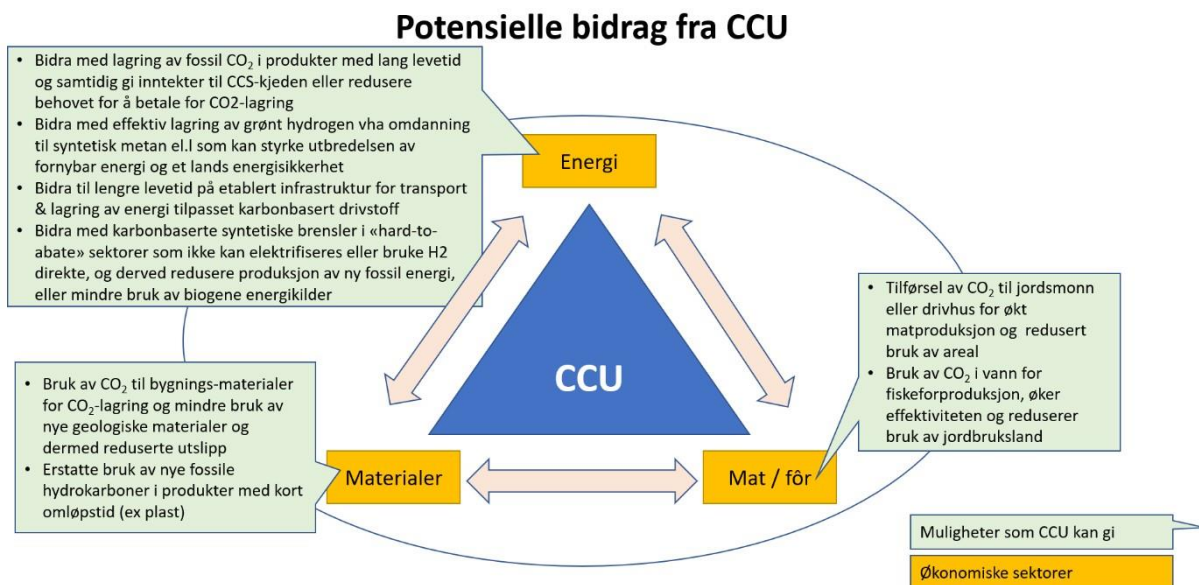 Potensielle bidrag fra CCU
• Bidra med lagring av fossil CO₂ i produkter med lang levetid
og samtidig gi inntekter til CCS-kjeden eller redusere
behovet for å betale for CO2-lagring
• Bidra med effektiv lagring av grønt hydrogen vha omdanning
til syntetisk metan el.l som kan styrke utbredelsen av
fornybar energi og et lands energisikkerhet
• Bidra til lengre levetid på etablert infrastruktur for transport
& lagring av energi tilpasset karbonbasert drivstoff
• Bidra med karbonbaserte syntetiske brensler i «hard-to-
abate» sektorer som ikke kan elektrifiseres eller bruke H2
direkte, og derved redusere produksjon av ny fossil energi,
eller mindre bruk av biogene energikilder
Energi
• Tilførsel av CO₂ til jordsmonn
eller drivhus for økt
matproduksjon og redusert
bruk av areal
• Bruk av CO₂ i vann for
fiskeforproduksjon, øker
effektiviteten og reduserer
bruk av jordbruksland
CCU
• Bruk av CO₂ til bygnings-materialer
for CO₂-lagring og mindre bruk av
nye geologiske materialer og
dermed reduserte utslipp
• Erstatte bruk av nye fossile
hydrokarboner i produkter med kort
omløpstid (ex plast)
Materialer
Mat / fôr
Muligheter som CCU kan gi
Økonomiske sektorer